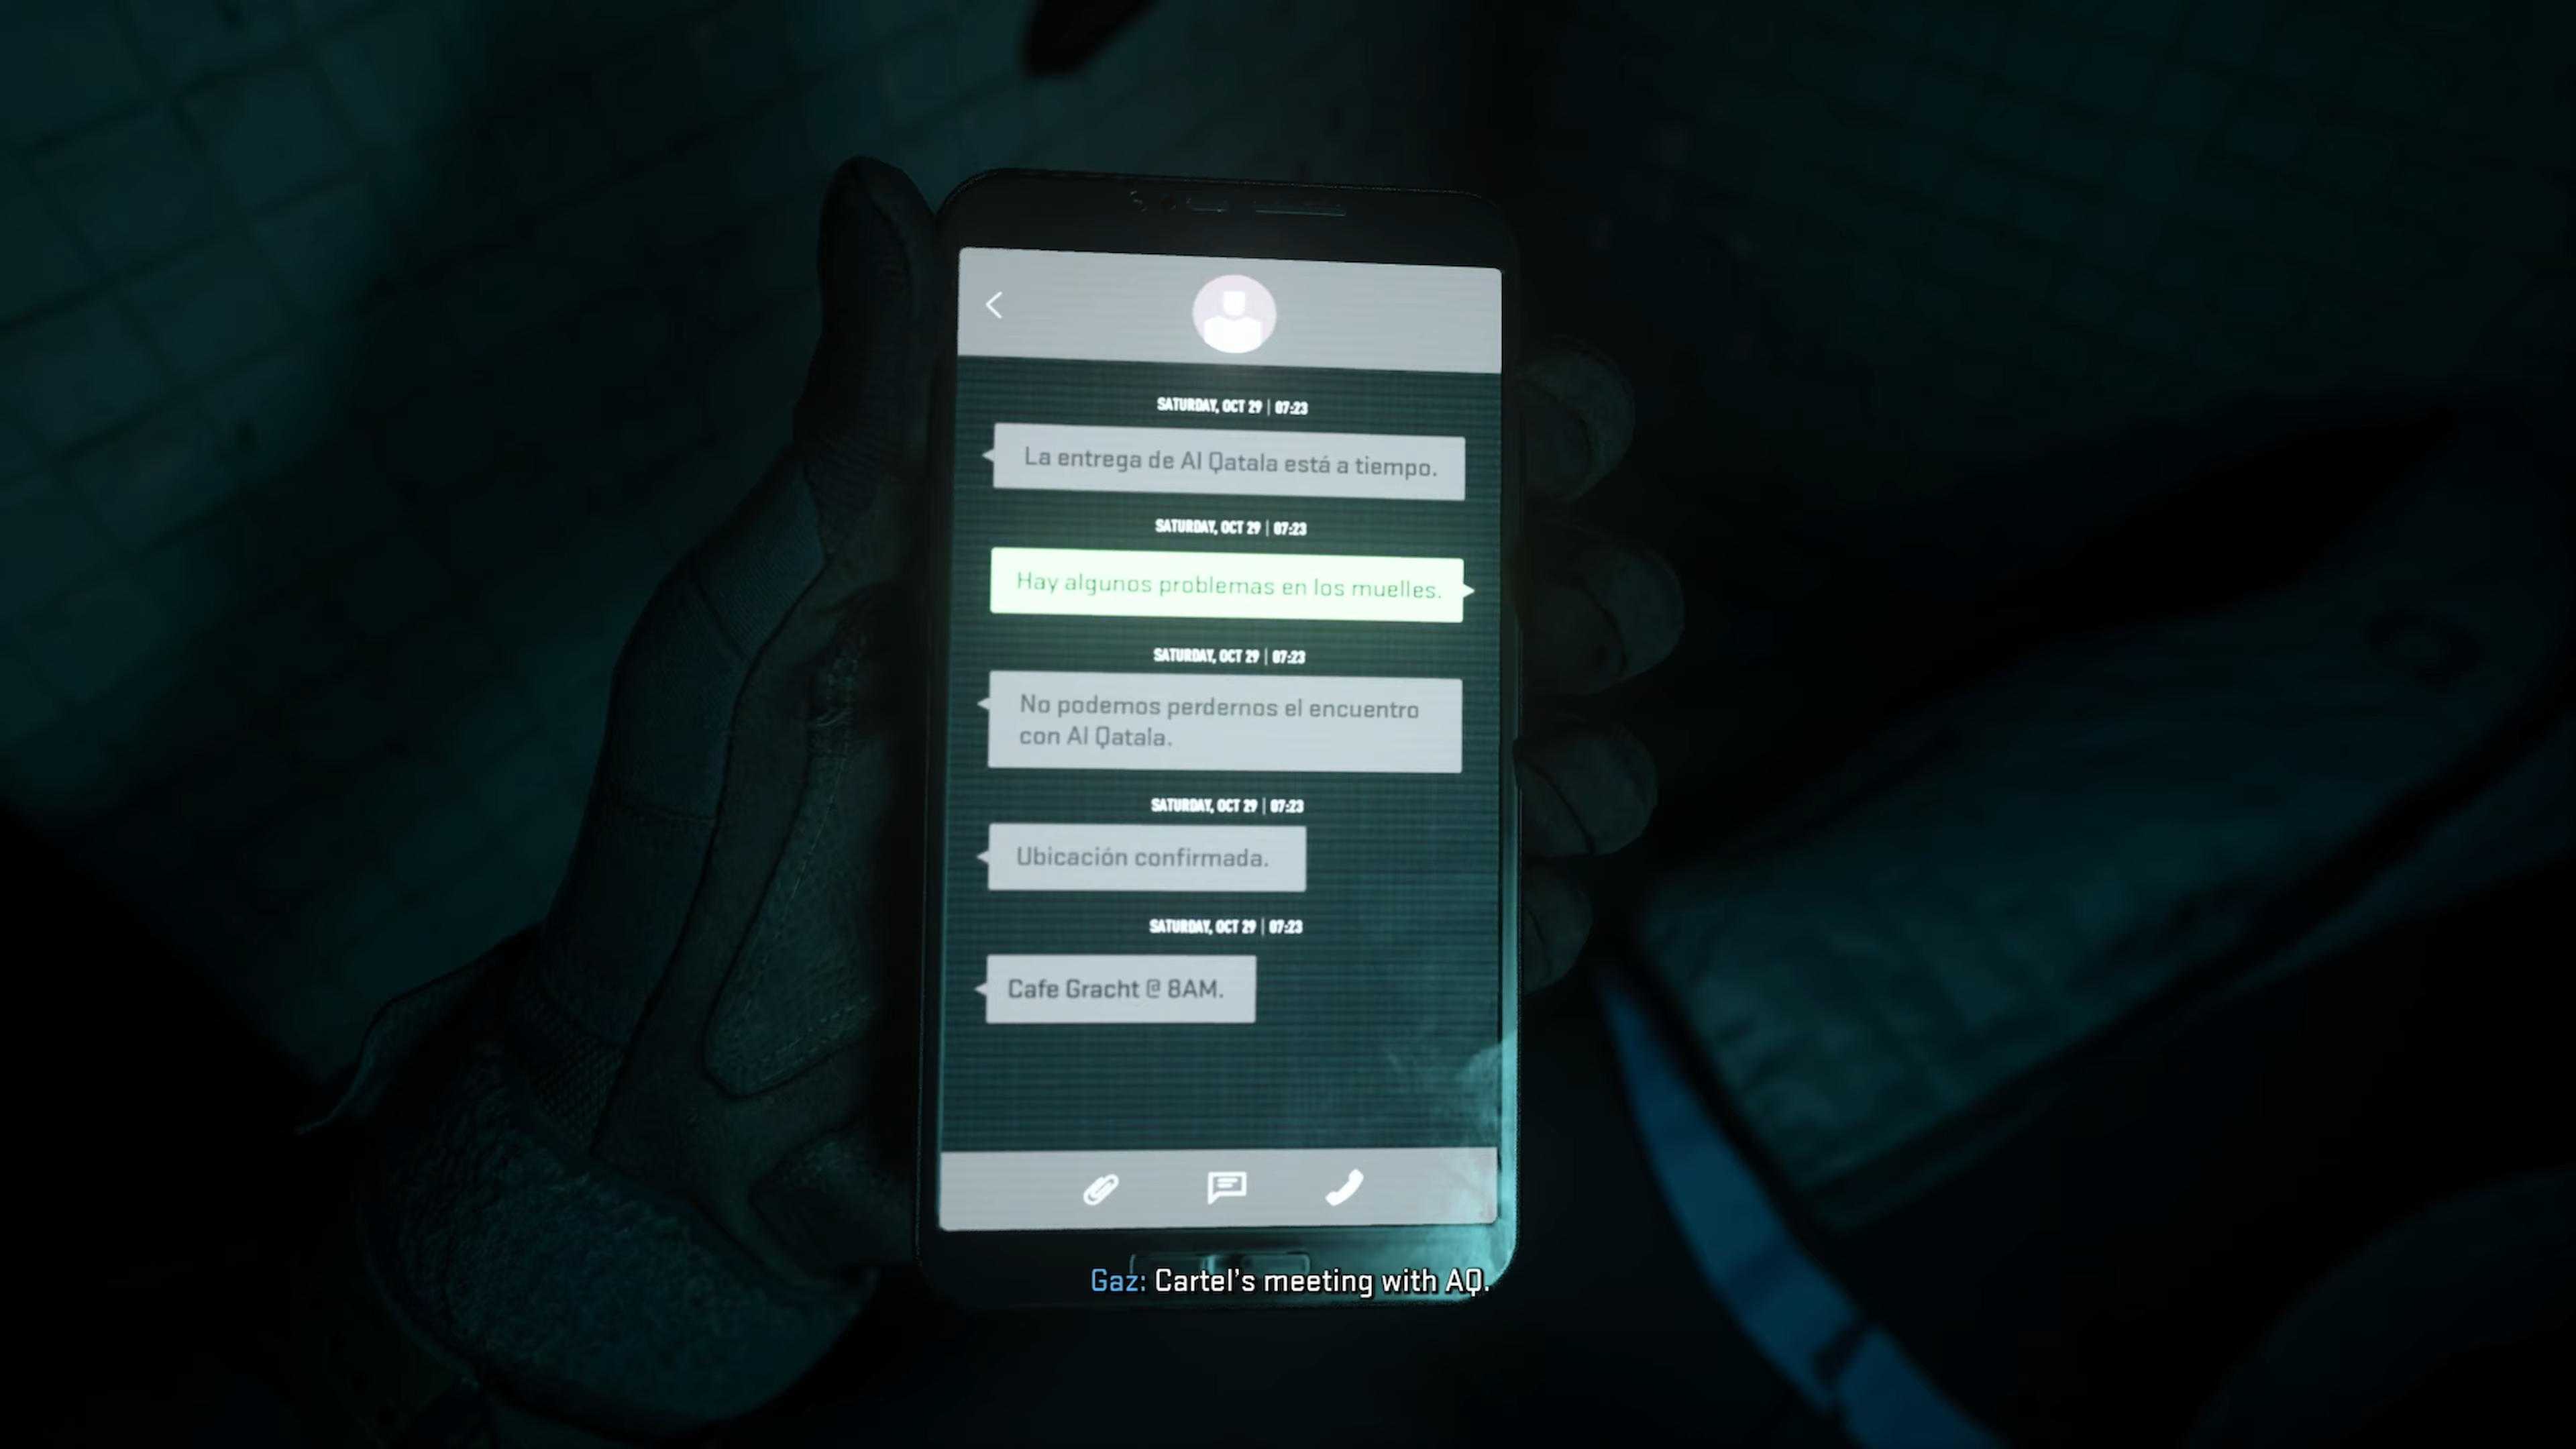 SATURDAY, OCT 29 | 07:23
La entrega de Al Qatala está a tiempo.
SATURDAY, OCT 29 | 07:23
Hay algunos problemas en los muelles.
SATURDAY, OCT 29 | 07:23
No podemos perdernos el encuentro
con Al Qatala.
SATURDAY, OCT 29 | 07:23
Ubicación confirmada.
SATURDAY, OCT 29 | 07:23
Cafe Gracht @ 8AM.
Gaz: Cartel's meeting with AQ.